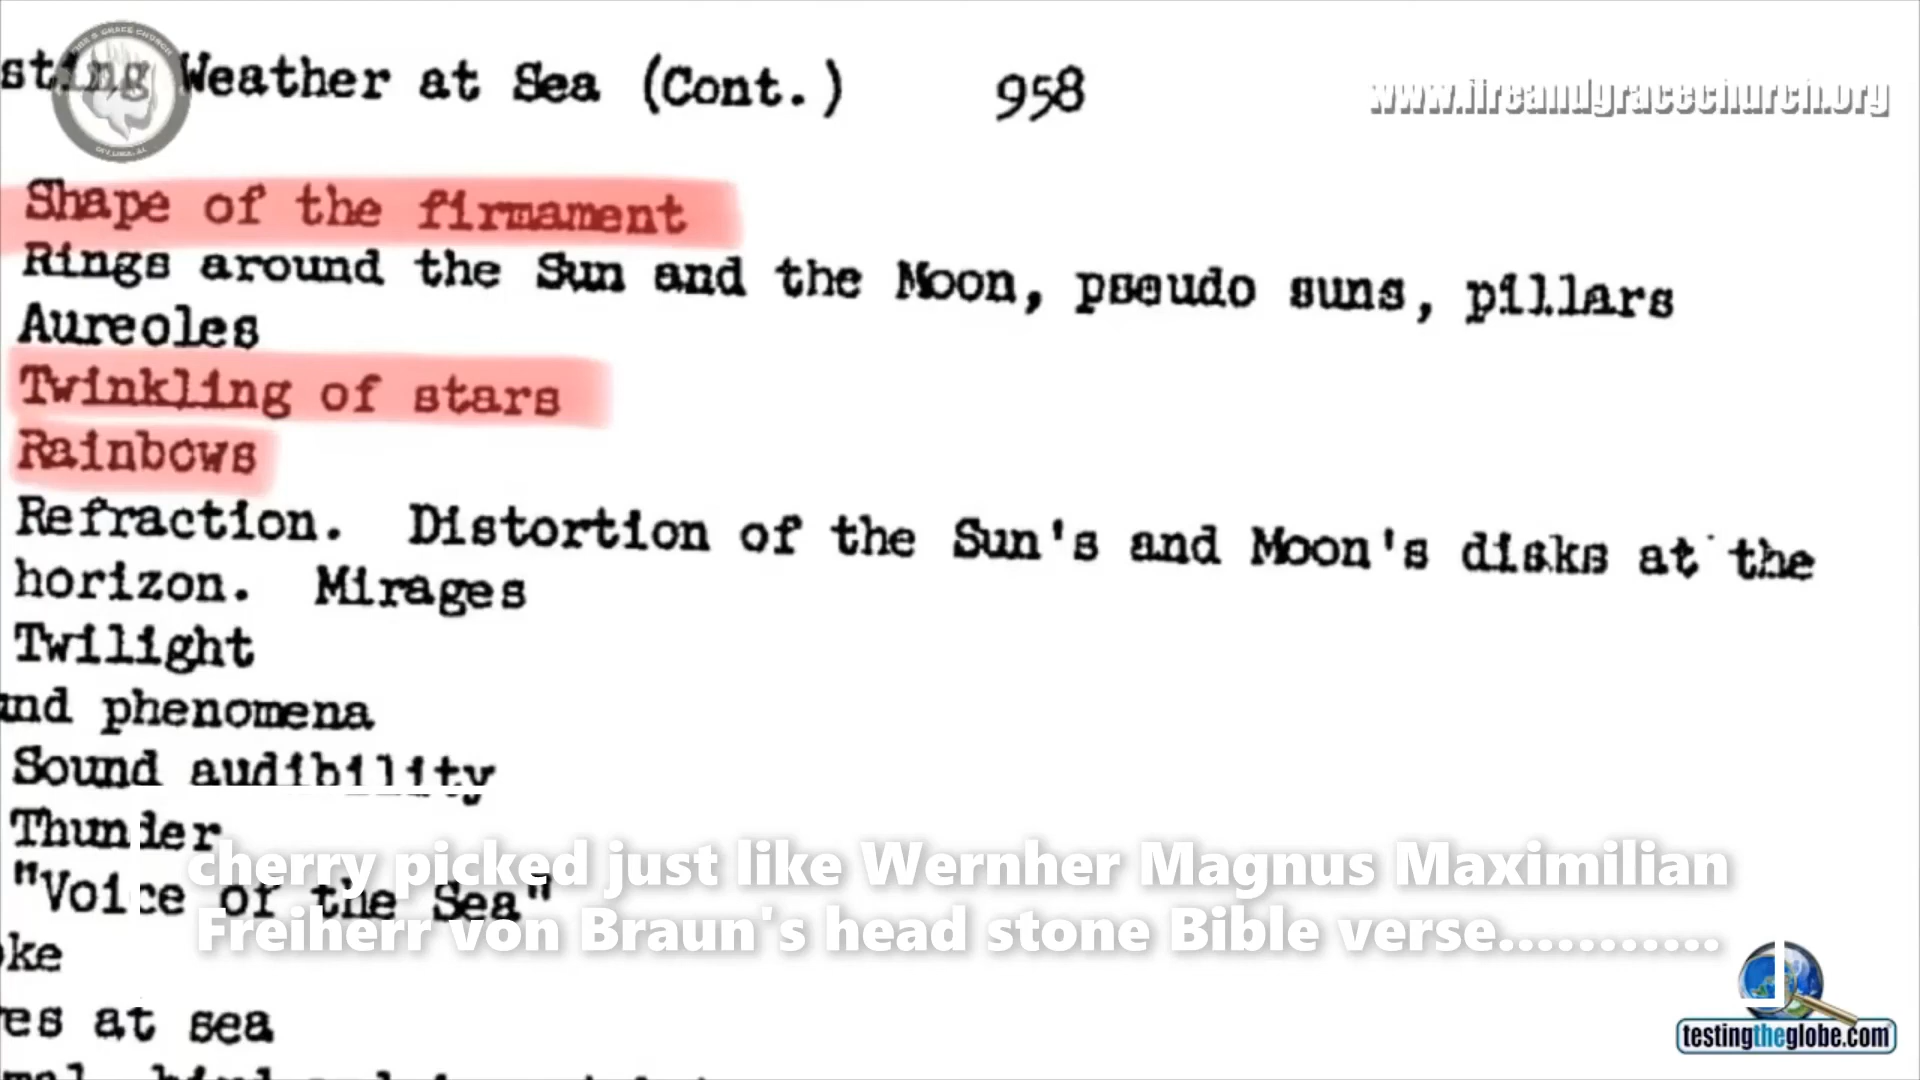 sting Weather at Sea (Cont.) 958
www.fireandgracechurch.org
Shape of the firmament
Rings around the Sun and the Moon, pseudo suns, pillars
Aureoles
Twinkling of stars
Rainbows
Refraction. Distortion of the Sun's and Moon's disks at the
horizon. Mirages
Twilight
und phenomena
Sound audibility
Thunder
"Voice of the Sea"
oke
es at sea
cherry picked just like Wernher Magnus Maximilian
Freiherr von Braun's head stone Bible verse...........
testingtheglobe.com